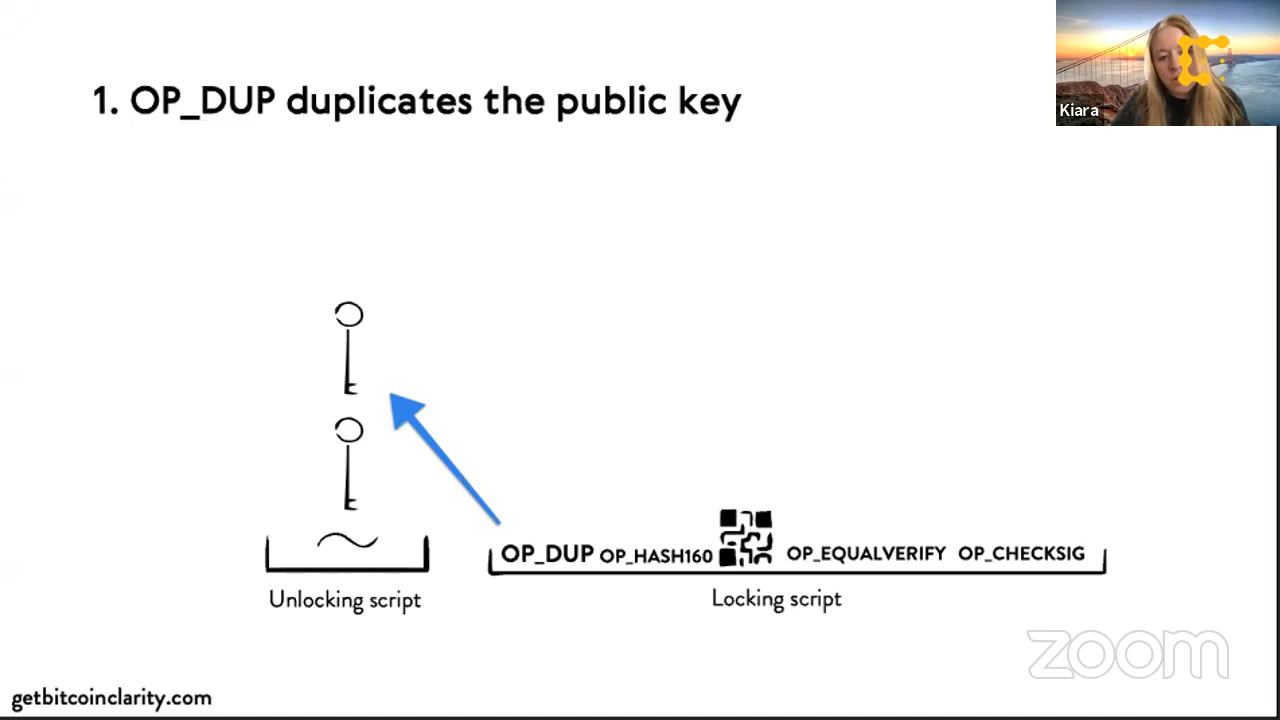 1. OP_DUP duplicates the public key
Kiara
OP_DUP OP_HASH160 OP_EQUALVERIFY OP_CHECKSIG
Unlocking script
Locking script
zoom
getbitcoinclarity.com